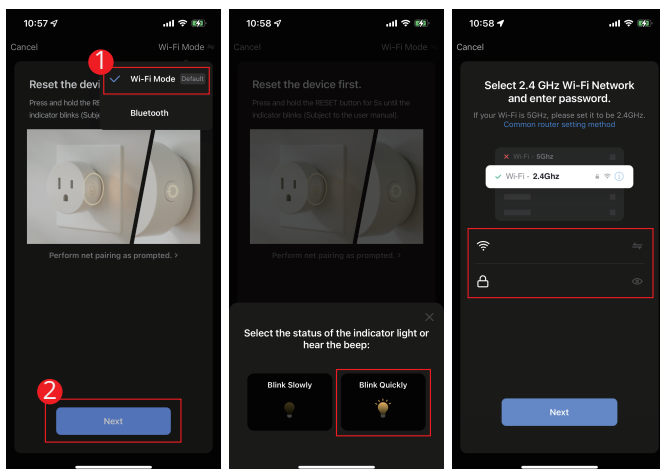 10:57
Cancel
Wi-Fi Mode
1
Reset the devi
Wi-Fi Mode Default
Press and hold the RE
indicator blinks (Subje
Bluetooth
Perform net pairing as prompted. >
2
Next
10:58
Cancel
Wi-Fi Mode
Reset the device first.
Press and hold the RESET button for 5s until the
indicator blinks (Subject to the user manual).
Perform net pairing as prompted. >
Select the status of the indicator light or
hear the beep:
Blink Slowly
Blink Quickly
10:58
Cancel
Select 2.4 GHz Wi-Fi Network
and enter password.
If your Wi-Fi is 5GHz, please set it to be 2.4GHz.
Common router setting method
Wi-Fi - 5Ghz
Wi-Fi - 2.4Ghz
Next